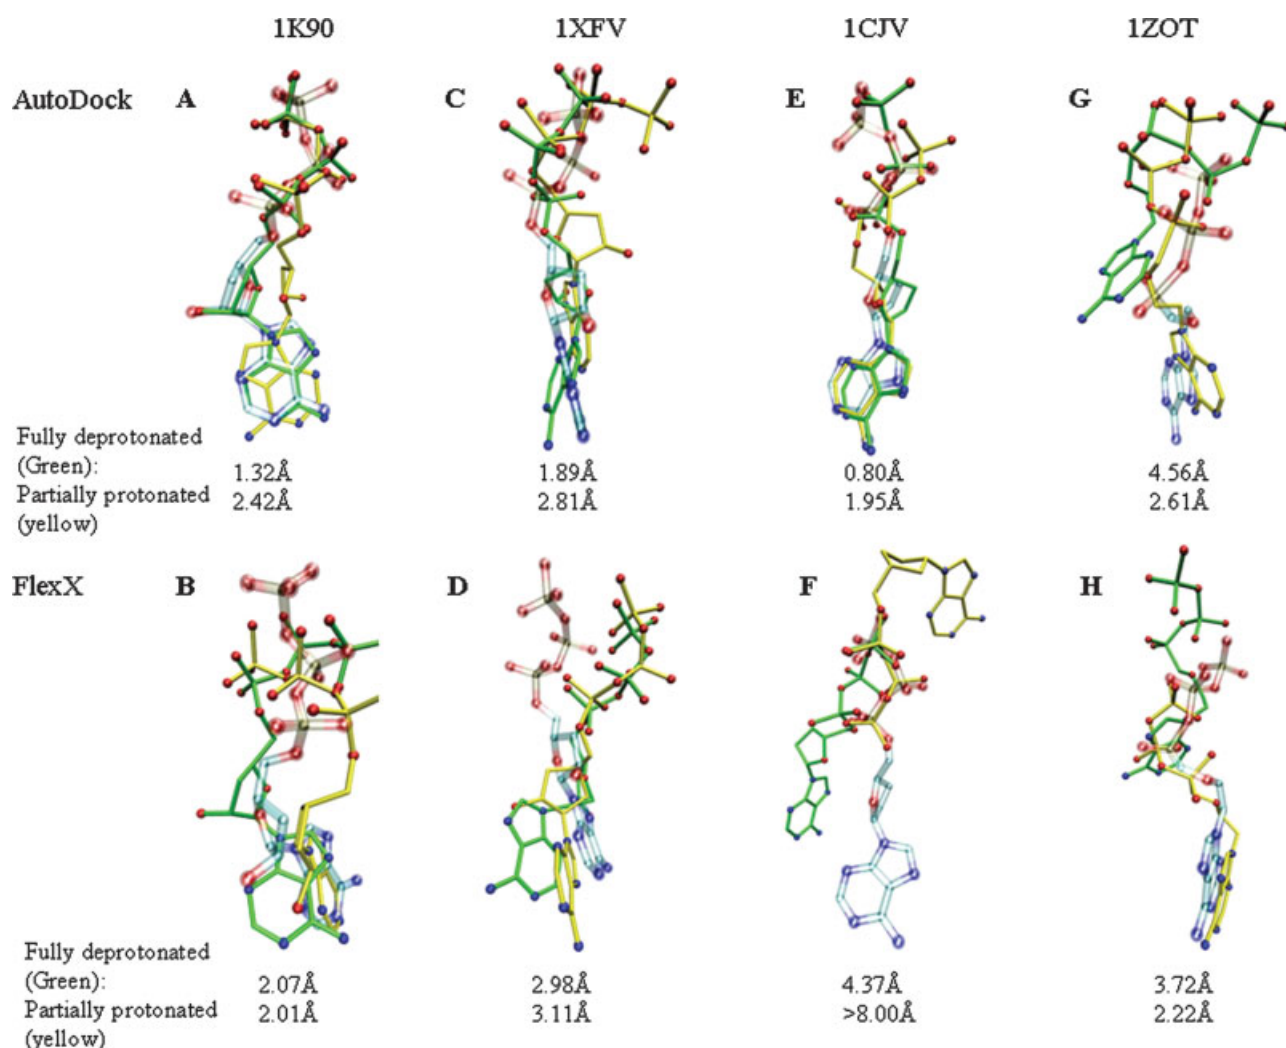 1K90 1XFV 1CJV 1ZOT
AutoDock A C E G
Fully deprotonated
(Green): 1.32Å 1.89Å 0.80Å 4.56Å
Partially protonated 2.42Å 2.81Å 1.95Å 2.61Å
(yellow)
FlexX B D F H
Fully deprotonated
(Green): 2.07Å 2.98Å 4.37Å 3.72Å
Partially protonated 2.01Å 3.11Å >8.00Å 2.22Å
(yellow)